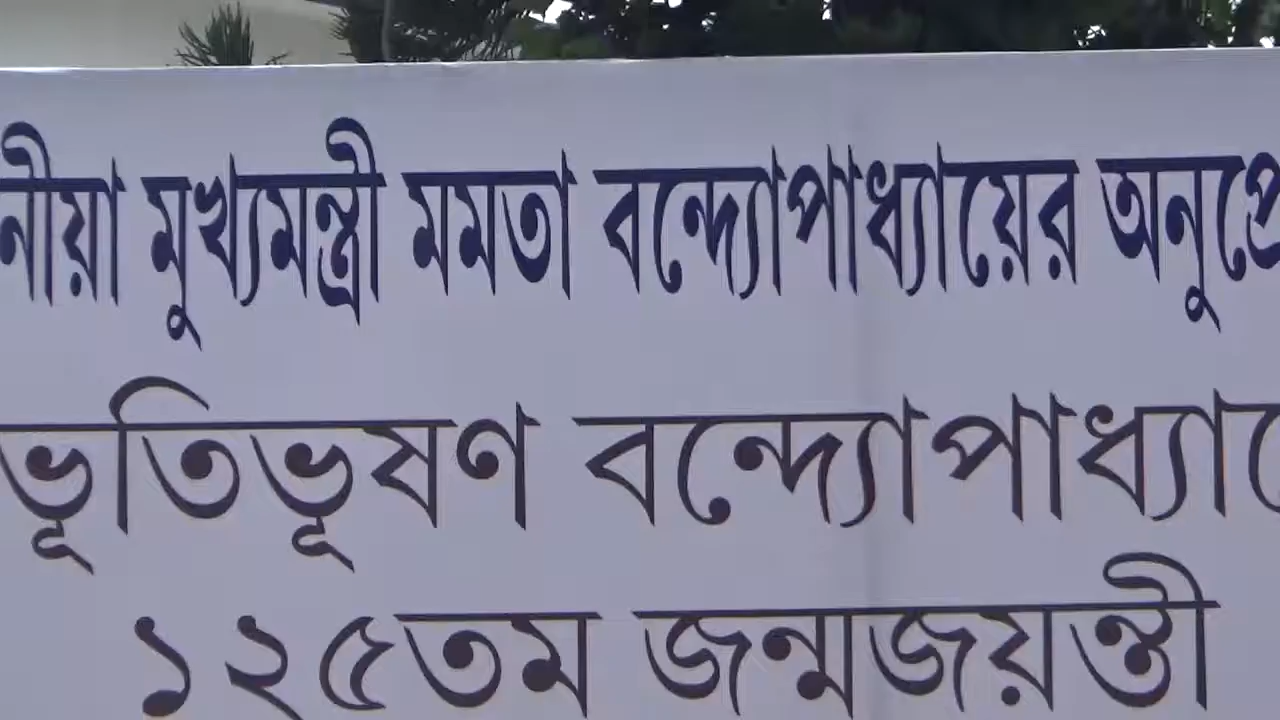 নীয়া মুখ্যমন্ত্রী মমতা বন্দ্যোপাধ্যায়ের অনুপ্রে
ভূতিভূষণ বন্দ্যোপাধ্যায়
১২৫তম জন্মজয়ন্তী